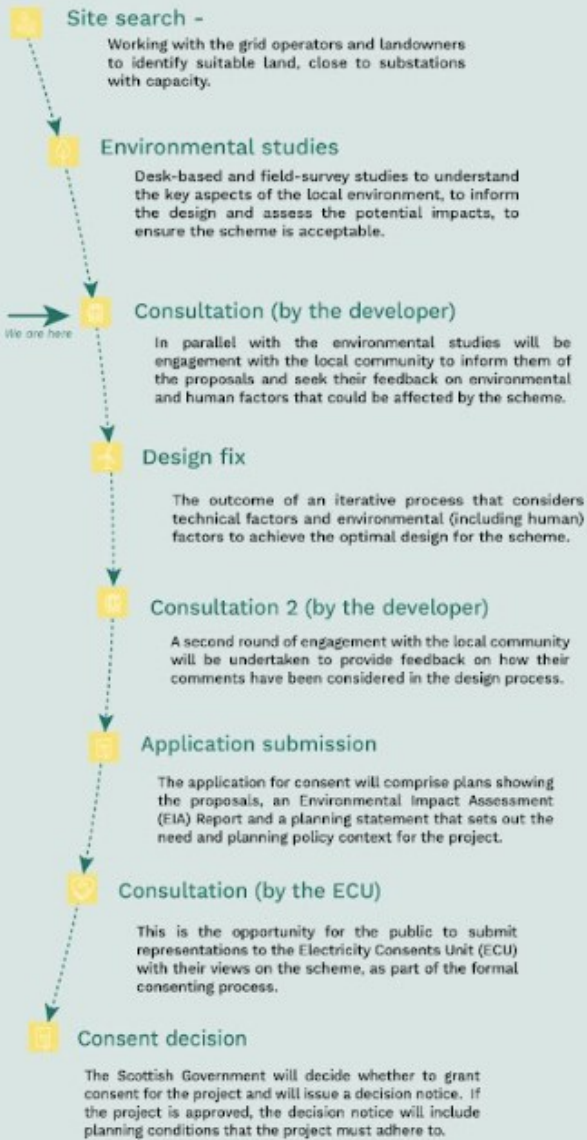 Site search -
Working with the grid operators and landowners
to identify suitable land, close to substations
with capacity.
Environmental studies
Desk-based and field-survey studies to understand
the key aspects of the local environment, to inform
the design and assess the potential impacts, to
ensure the scheme is acceptable.
We are here
Consultation (by the developer)
In parallel with the environmental studies will be
engagement with the local community to inform them of
the proposals and seek their feedback on environmental
and human factors that could be affected by the scheme.
Design fix
The outcome of an iterative process that considers
technical factors and environmental (including human)
factors to achieve the optimal design for the scheme.
Consultation 2 (by the developer)
A second round of engagement with the local community
will be undertaken to provide feedback on how their
comments have been considered in the design process.
Application submission
The application for consent will comprise plans showing
the proposals, an Environmental Impact Assessment
(EIA) Report and a planning statement that sets out the
need and planning policy context for the project.
Consultation (by the ECU)
This is the opportunity for the public to submit
representations to the Electricity Consents Unit (ECU)
with their views on the scheme, as part of the formal
consenting process.
Consent decision
The Scottish Government will decide whether to grant
consent for the project and will issue a decision notice. If
the project is approved, the decision notice will include
planning conditions that the project must adhere to.